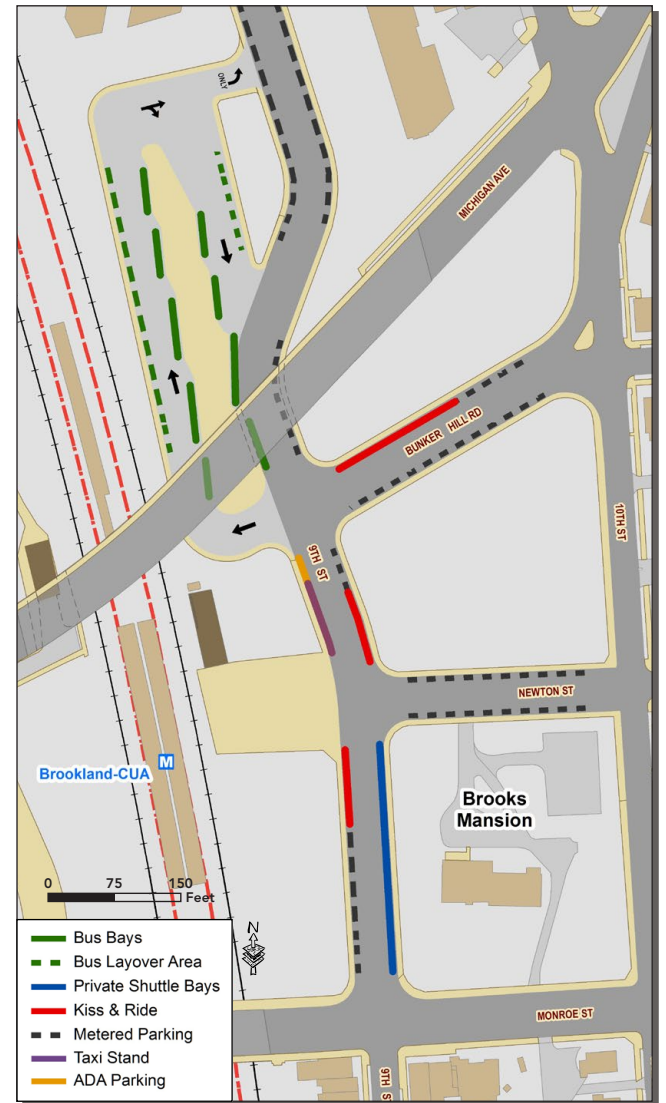 ONLY
MICHIGAN AVE
BUNKER HILL RD
10TH ST
9TH ST
NEWTON ST
M
Brookland-CUA
Brooks
Mansion
0 75 150
Feet
N
Bus Bays
Bus Layover Area
Private Shuttle Bays
Kiss & Ride
Metered Parking
Taxi Stand
ADA Parking
MONROE ST
9TH S